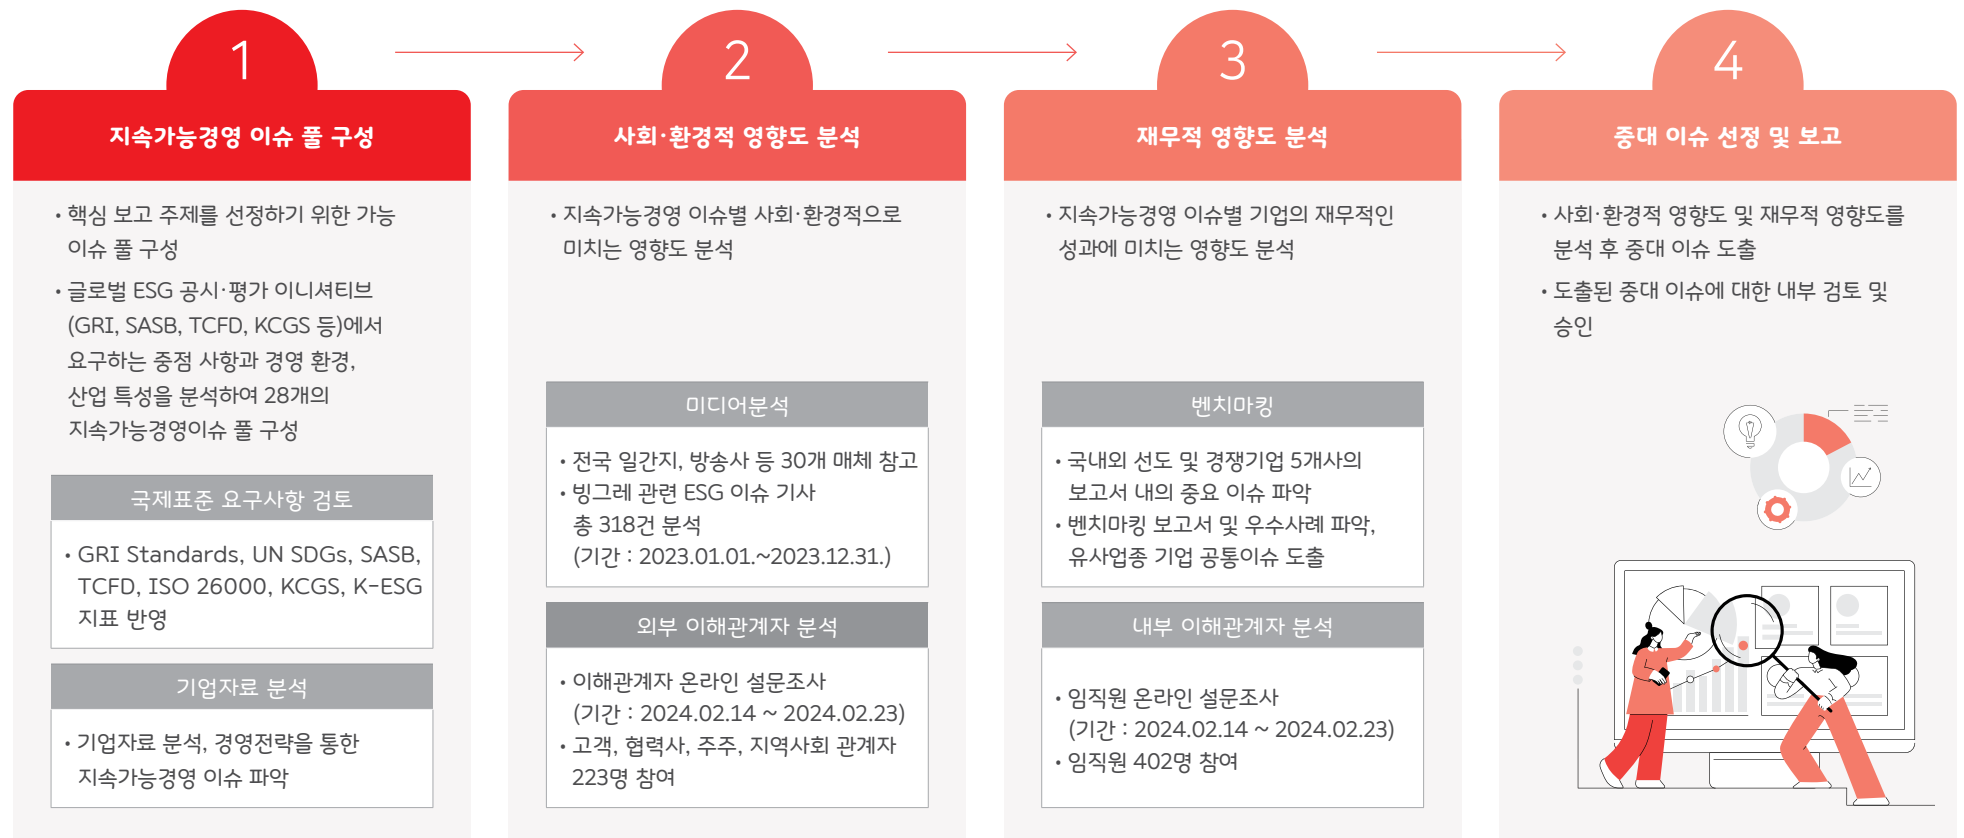 1
지속가능경영 이슈 풀 구성
• 핵심 보고 주제를 선정하기 위한 가능
이슈 풀 구성
• 글로벌 ESG 공시·평가 이니셔티브
(GRI, SASB, TCFD, KCGS 등)에서
요구하는 중점 사항과 경영 환경,
산업 특성을 분석하여 28개의
지속가능경영이슈 풀 구성
국제표준 요구사항 검토
• GRI Standards, UN SDGs, SASB,
TCFD, ISO 26000, KCGS, K-ESG
지표 반영
기업자료 분석
• 기업자료 분석, 경영전략을 통한
지속가능경영 이슈 파악
2
사회·환경적 영향도 분석
• 지속가능경영 이슈별 사회·환경적으로
미치는 영향도 분석
미디어분석
• 전국 일간지, 방송사 등 30개 매체 참고
• 빙그레 관련 ESG 이슈 기사
총 318건 분석
(기간 : 2023.01.01.~2023.12.31.)
외부 이해관계자 분석
• 이해관계자 온라인 설문조사
(기간 : 2024.02.14 ~ 2024.02.23)
• 고객, 협력사, 주주, 지역사회 관계자
223명 참여
3
재무적 영향도 분석
• 지속가능경영 이슈별 기업의 재무적인
성과에 미치는 영향도 분석
벤치마킹
• 국내외 선도 및 경쟁기업 5개사의
보고서 내의 중요 이슈 파악
• 벤치마킹 보고서 및 우수사례 파악,
유사업종 기업 공통이슈 도출
내부 이해관계자 분석
• 임직원 온라인 설문조사
(기간 : 2024.02.14 ~ 2024.02.23)
• 임직원 402명 참여
4
중대 이슈 선정 및 보고
• 사회·환경적 영향도 및 재무적 영향도를
분석 후 중대 이슈 도출
• 도출된 중대 이슈에 대한 내부 검토 및
승인